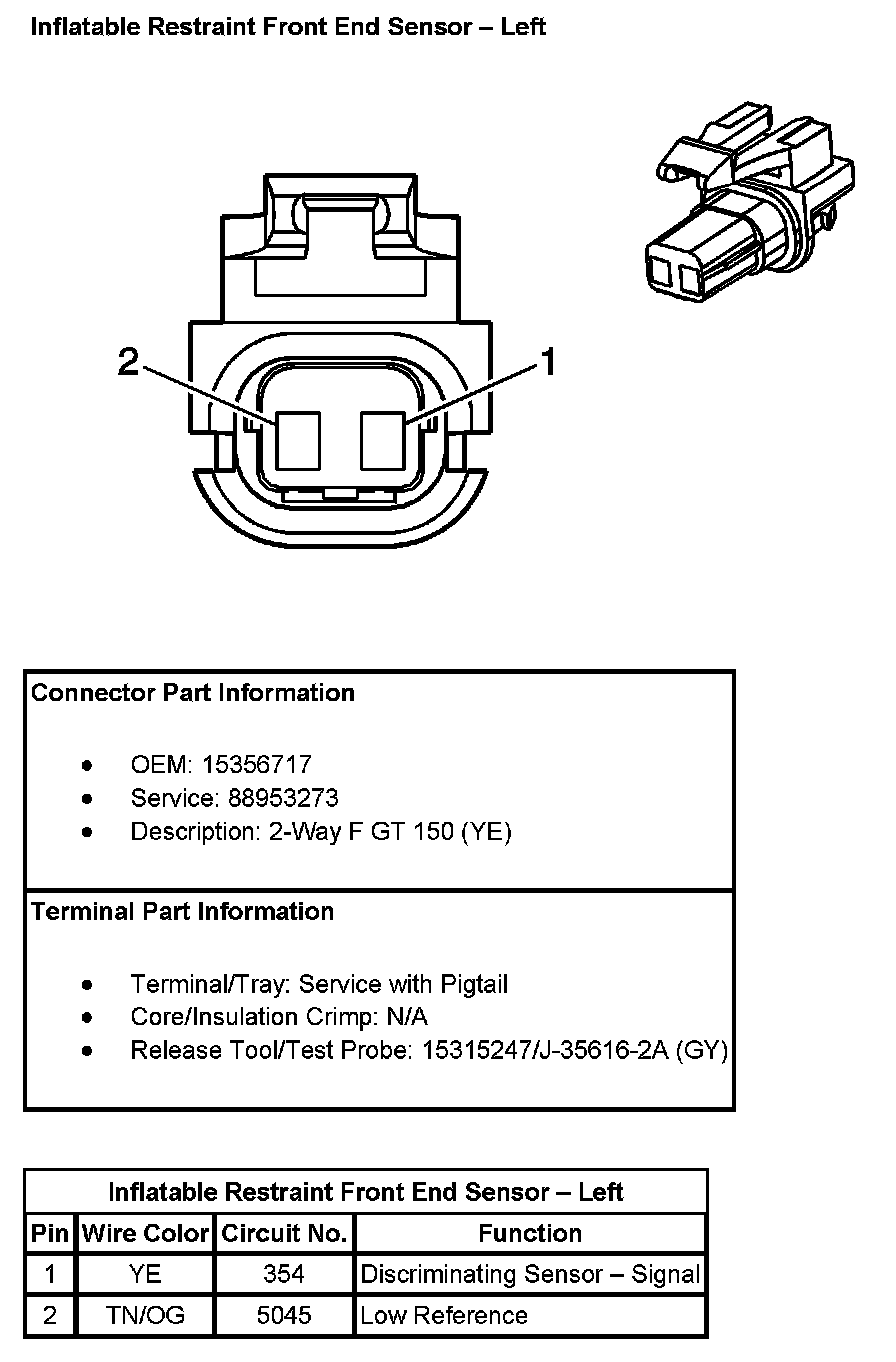 Inflatable Restraint Front End Sensor – Left
2
1
Connector Part Information
● OEM: 15356717
● Service: 88953273
● Description: 2-Way F GT 150 (YE)
Terminal Part Information
● Terminal/Tray: Service with Pigtail
● Core/Insulation Crimp: N/A
● Release Tool/Test Probe: 15315247/J-35616-2A (GY)
Inflatable Restraint Front End Sensor – Left
Pin Wire Color Circuit No. Function
1 YE 354 Discriminating Sensor – Signal
2 TN/OG 5045 Low Reference